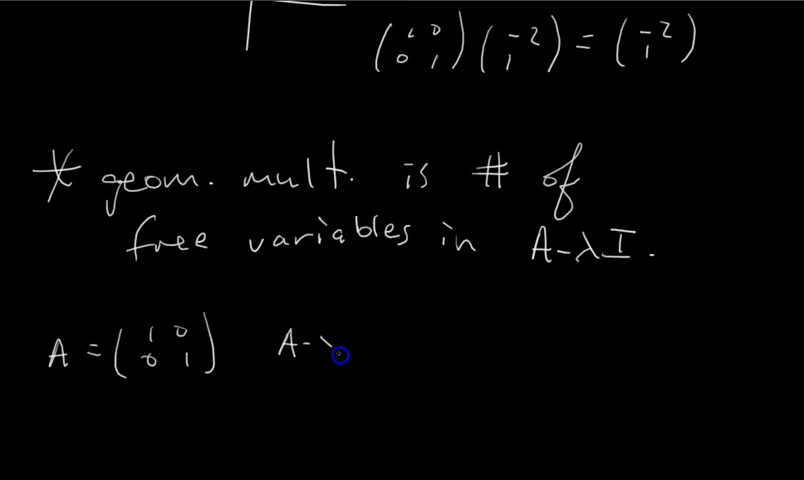 (1 0 0 1)(-2 1) = (-2 1)
* geom. mult. is # of
free variables in A-λI.
A = (1 0 0 1) A-